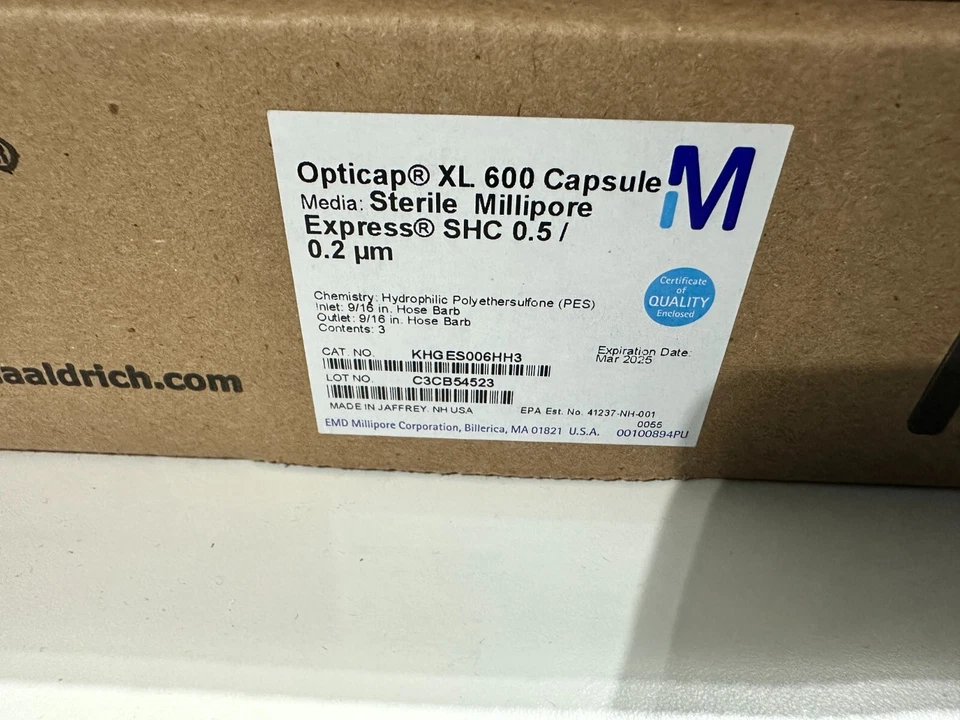 ®
Opticap® XL 600 Capsule
Media: Sterile Millipore
Express® SHC 0.5 /
0.2 µm
M
Certificate
of
QUALITY
Enclosed
Chemistry: Hydrophilic Polyethersulfone (PES)
Inlet: 9/16 in. Hose Barb
Outlet: 9/16 in. Hose Barb
Contents: 3
Expiration Date:
Mar 2025
CAT. NO. KHGES006HH3
LOT NO. C3CB54523
MADE IN JAFFREY. NH USA EPA Est. No. 41237-NH-001
0055
EMD Millipore Corporation, Billerica, MA 01821 U.S.A. 00100894PU
aaldrich.com